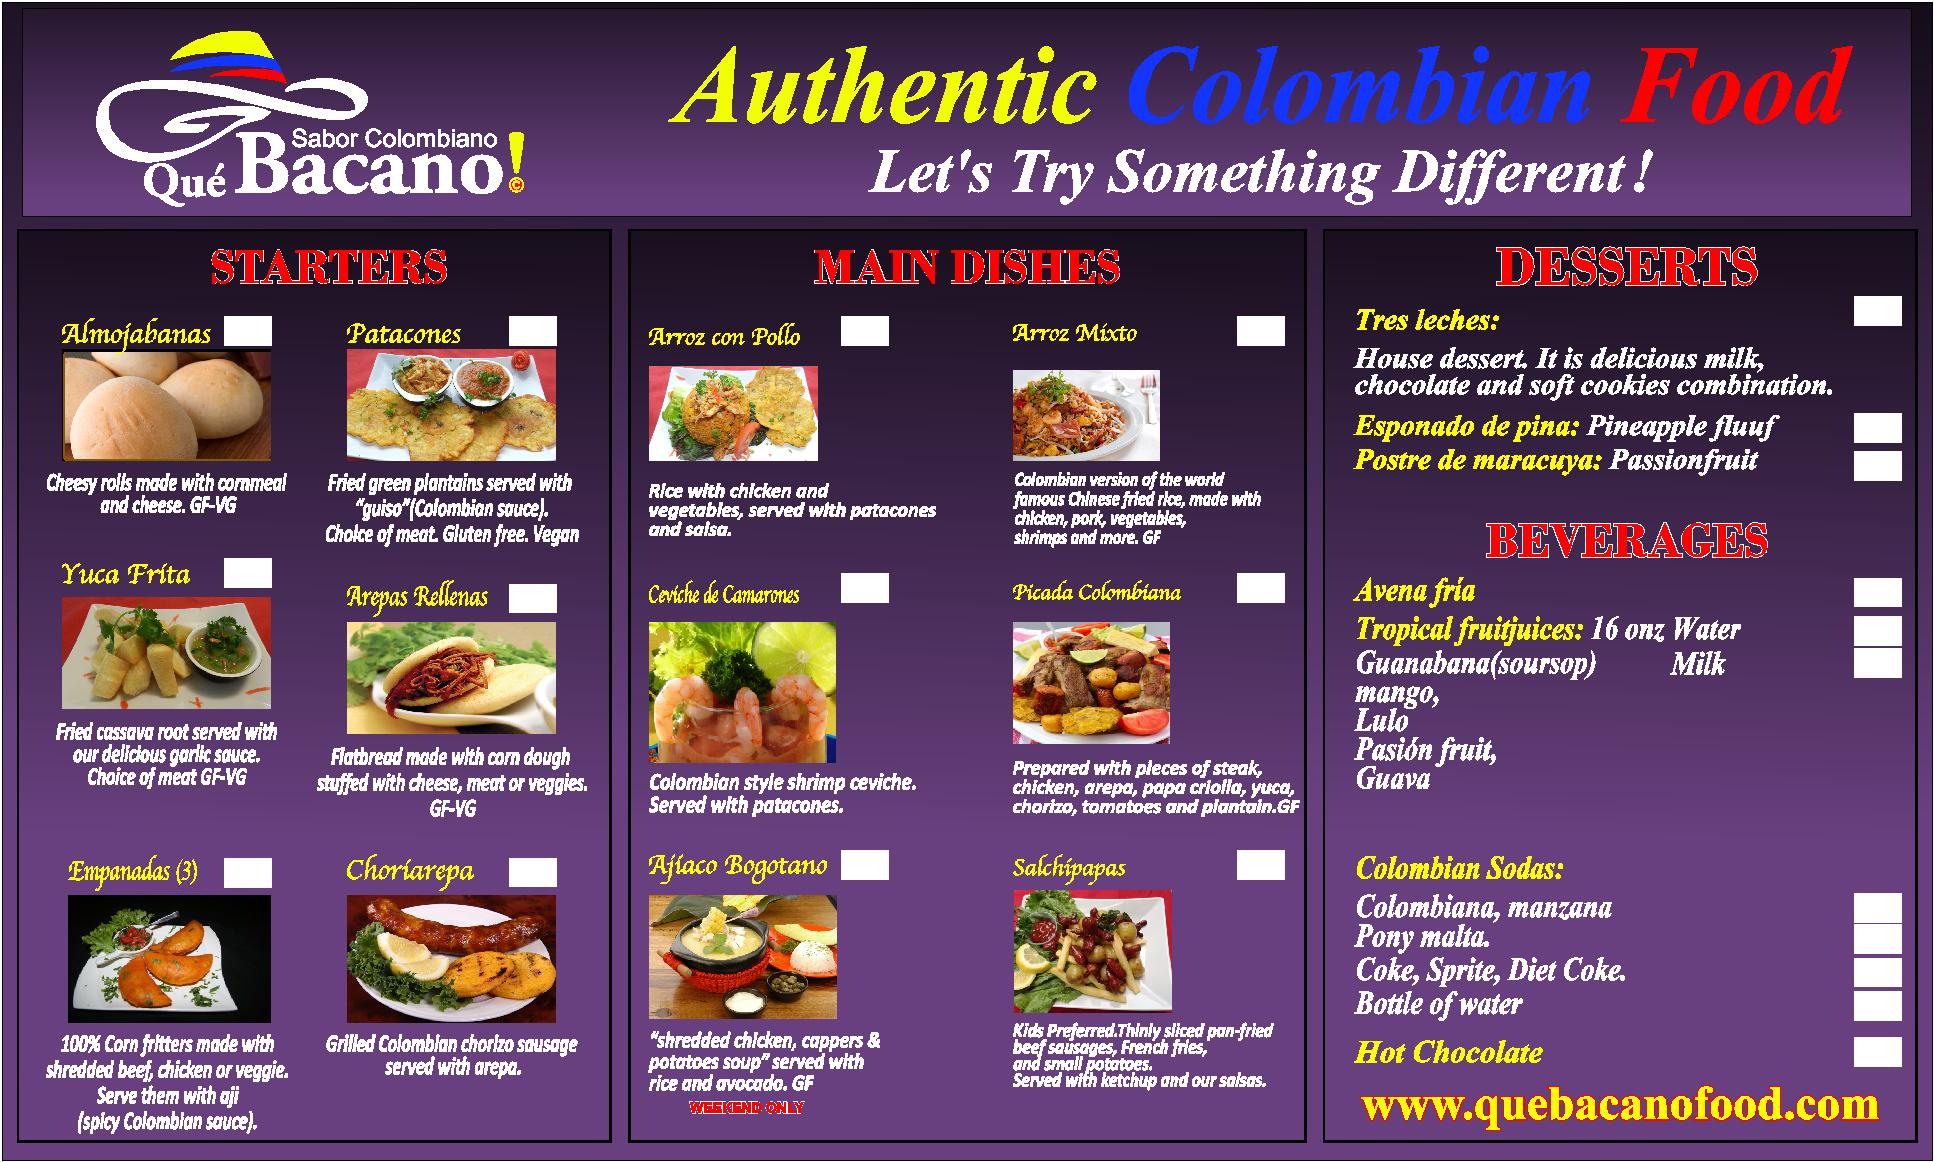 Sabor Colombiano
Qué Bacano!
©
Authentic Colombian Food
Let's Try Something Different !
STARTERS
Almojabanas
Cheesy rolls made with cornmeal
and cheese. GF-VG
Patacones
Fried green plantains served with
“guiso”(Colombian sauce).
Choice of meat. Gluten free. Vegan
Yuca Frita
Fried cassava root served with
our delicious garlic sauce.
Choice of meat GF-VG
Arepas Rellenas
Flatbread made with corn dough
stuffed with cheese, meat or veggies.
GF-VG
Empanadas (3)
100% Corn fritters made with
shredded beef, chicken or veggie.
Serve them with aji
(spicy Colombian sauce).
Choriarepa
Grilled Colombian chorizo sausage
served with arepa.
MAIN DISHES
Arroz con Pollo
Rice with chicken and
vegetables, served with patacones
and salsa.
Arroz Mixto
Colombian version of the world
famous Chinese fried rice, made with
chicken, pork, vegetables,
shrimps and more. GF
Ceviche de Camarones
Colombian style shrimp ceviche.
Served with patacones.
Picada Colombiana
Prepared with pieces of steak,
chicken, arepa, papa criolla, yuca,
chorizo, tomatoes and plantain.GF
Ajiaco Bogotano
“shredded chicken, cappers &
potatoes soup” served with
rice and avocado. GF
WEEKEND ONLY
Salchipapas
Kids Preferred.Thinly sliced pan-fried
beef sausages, French fries,
and small potatoes.
Served with ketchup and our salsas.
DESSERTS
Tres leches:
House dessert. It is delicious milk,
chocolate and soft cookies combination.
Esponado de pina: Pineapple fluuf
Postre de maracuya: Passionfruit
BEVERAGES
Avena fría
Tropical fruitjuices: 16 onz Water
Guanabana(soursop) Milk
mango,
Lulo
Pasión fruit,
Guava
Colombian Sodas:
Colombiana, manzana
Pony malta.
Coke, Sprite, Diet Coke.
Bottle of water
Hot Chocolate
www.quebacanofood.com